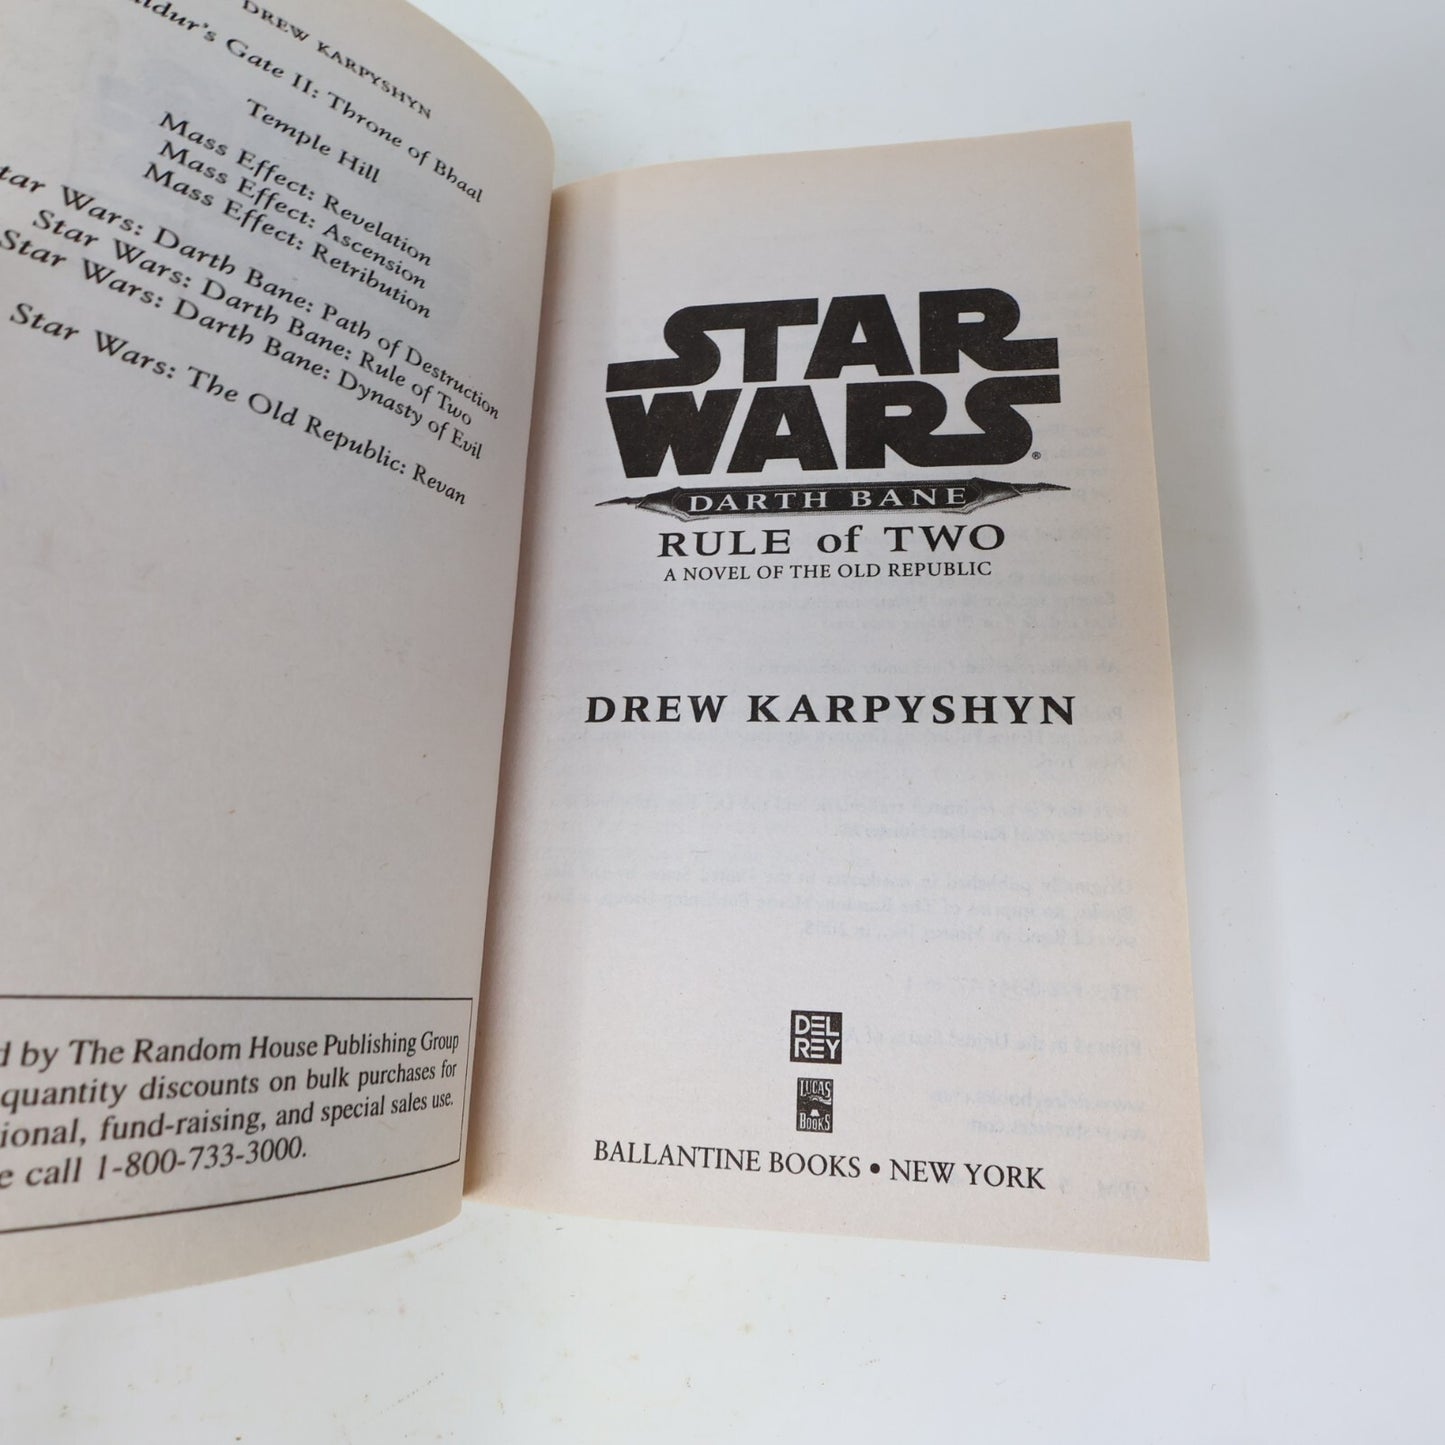 DREW KARPYSHYN
ldur's Gate II: Throne of Bhaal
Temple Hill
Mass Effect: Revelation
Mass Effect: Ascension
Mass Effect: Retribution
tar Wars: Darth Bane: Path of Destruction
Star Wars: Darth Bane: Rule of Two
Star Wars: Darth Bane: Dynasty of Evil
Star Wars: The Old Republic: Revan
d by The Random House Publishing Group
quantity discounts on bulk purchases for
ional, fund-raising, and special sales use.
e call 1-800-733-3000.
STAR
WARS®
DARTH BANE
RULE of TWO
A NOVEL OF THE OLD REPUBLIC
DREW KARPYSHYN
DEL
REY
LUCAS
BOOKS
BALLANTINE BOOKS • NEW YORK